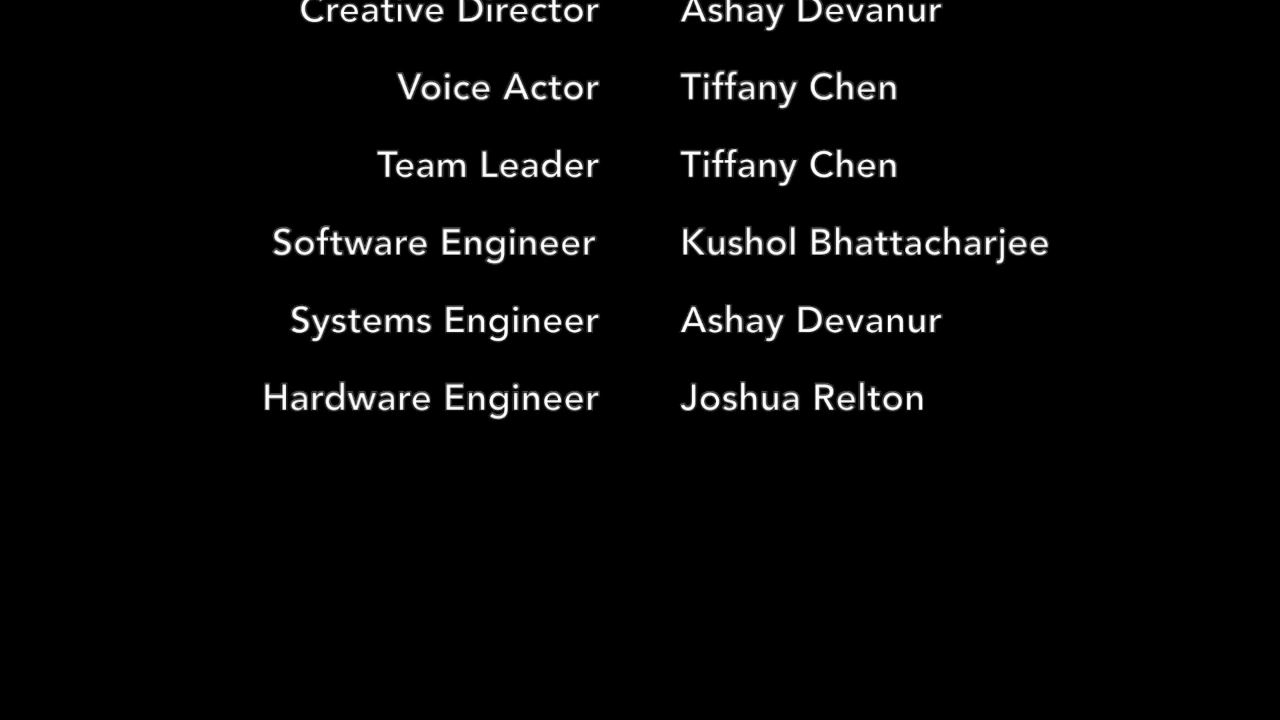 Creative Director Ashay Devanur
Voice Actor Tiffany Chen
Team Leader Tiffany Chen
Software Engineer Kushol Bhattacharjee
Systems Engineer Ashay Devanur
Hardware Engineer Joshua Relton